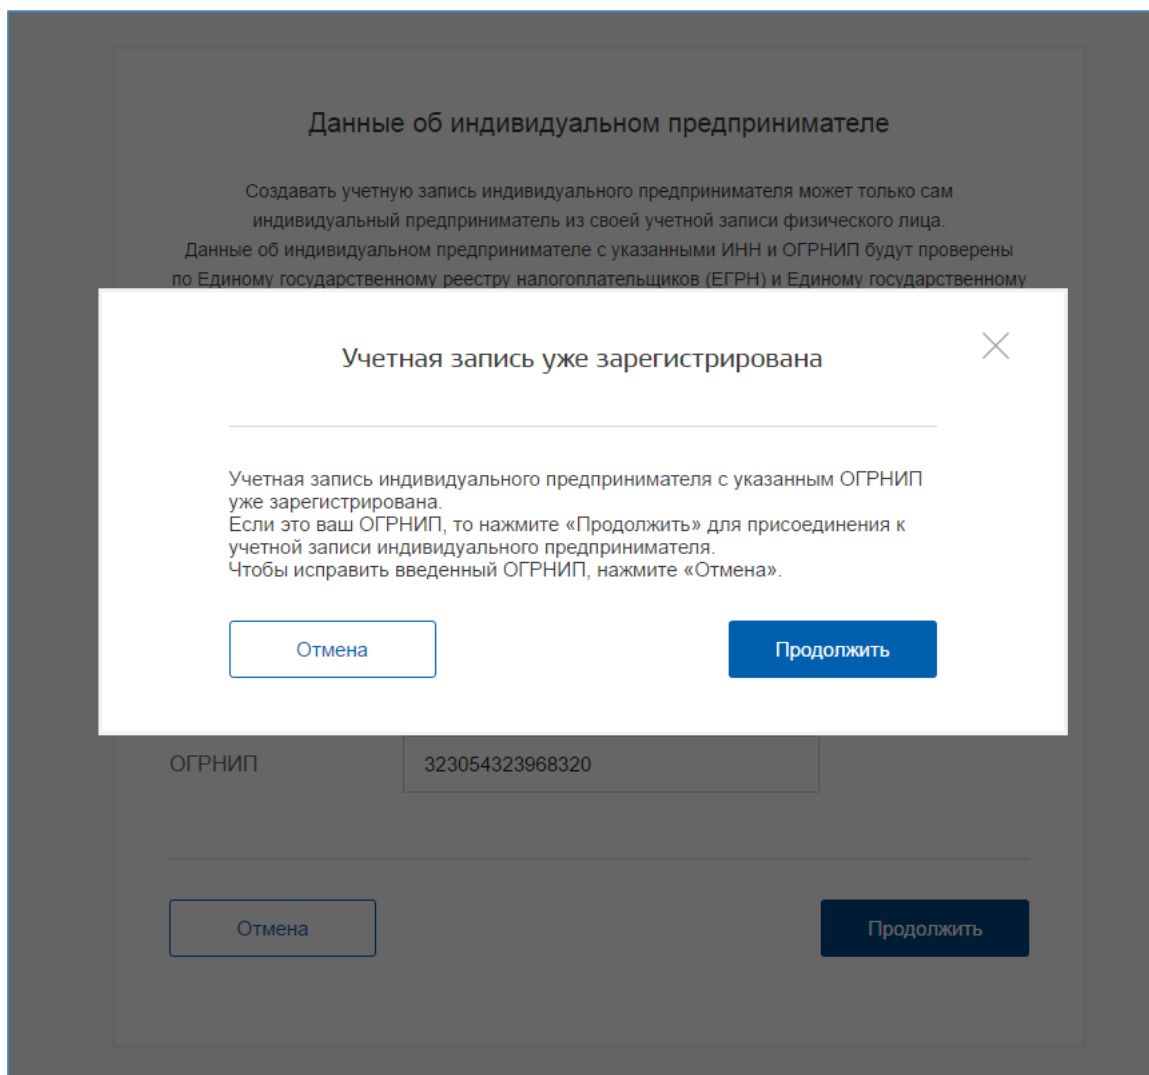 Данные об индивидуальном предпринимателе
Создавать учетную запись индивидуального предпринимателя может только сам
индивидуальный предприниматель из своей учетной записи физического лица.
Данные об индивидуальном предпринимателе с указанными ИНН и ОГРНИП будут проверены
по Единому государственному реестру налогоплательщиков (ЕГРН) и Единому государственному
Учетная запись уже зарегистрирована
Учетная запись индивидуального предпринимателя с указанным ОГРНИП
уже зарегистрирована.
Если это ваш ОГРНИП, то нажмите «Продолжить» для присоединения к
учетной записи индивидуального предпринимателя.
Чтобы исправить введенный ОГРНИП, нажмите «Отмена».
Отмена
Продолжить
ОГРНИП
323054323968320
Отмена
Продолжить